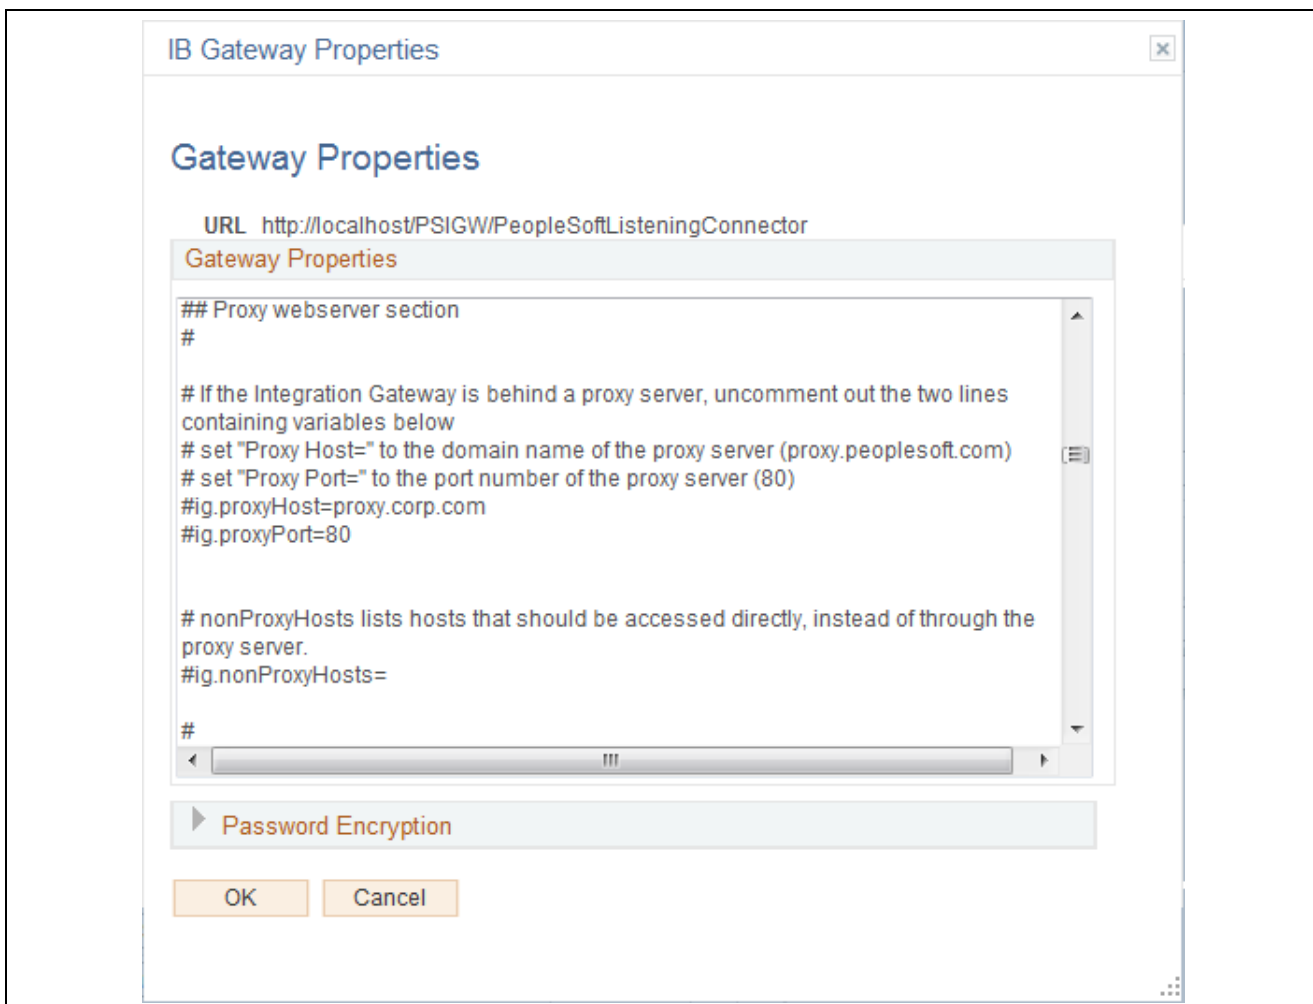 IB Gateway Properties
Gateway Properties
URL http://localhost/PSIGW/PeopleSoftListeningConnector
Gateway Properties
## Proxy webserver section
#
# If the Integration Gateway is behind a proxy server, uncomment out the two lines
containing variables below
# set "Proxy Host=" to the domain name of the proxy server (proxy.peoplesoft.com)
# set "Proxy Port=" to the port number of the proxy server (80)
#ig.proxyHost=proxy.corp.com
#ig.proxyPort=80
# nonProxyHosts lists hosts that should be accessed directly, instead of through the
proxy server.
#ig.nonProxyHosts=
#
Password Encryption
OK Cancel